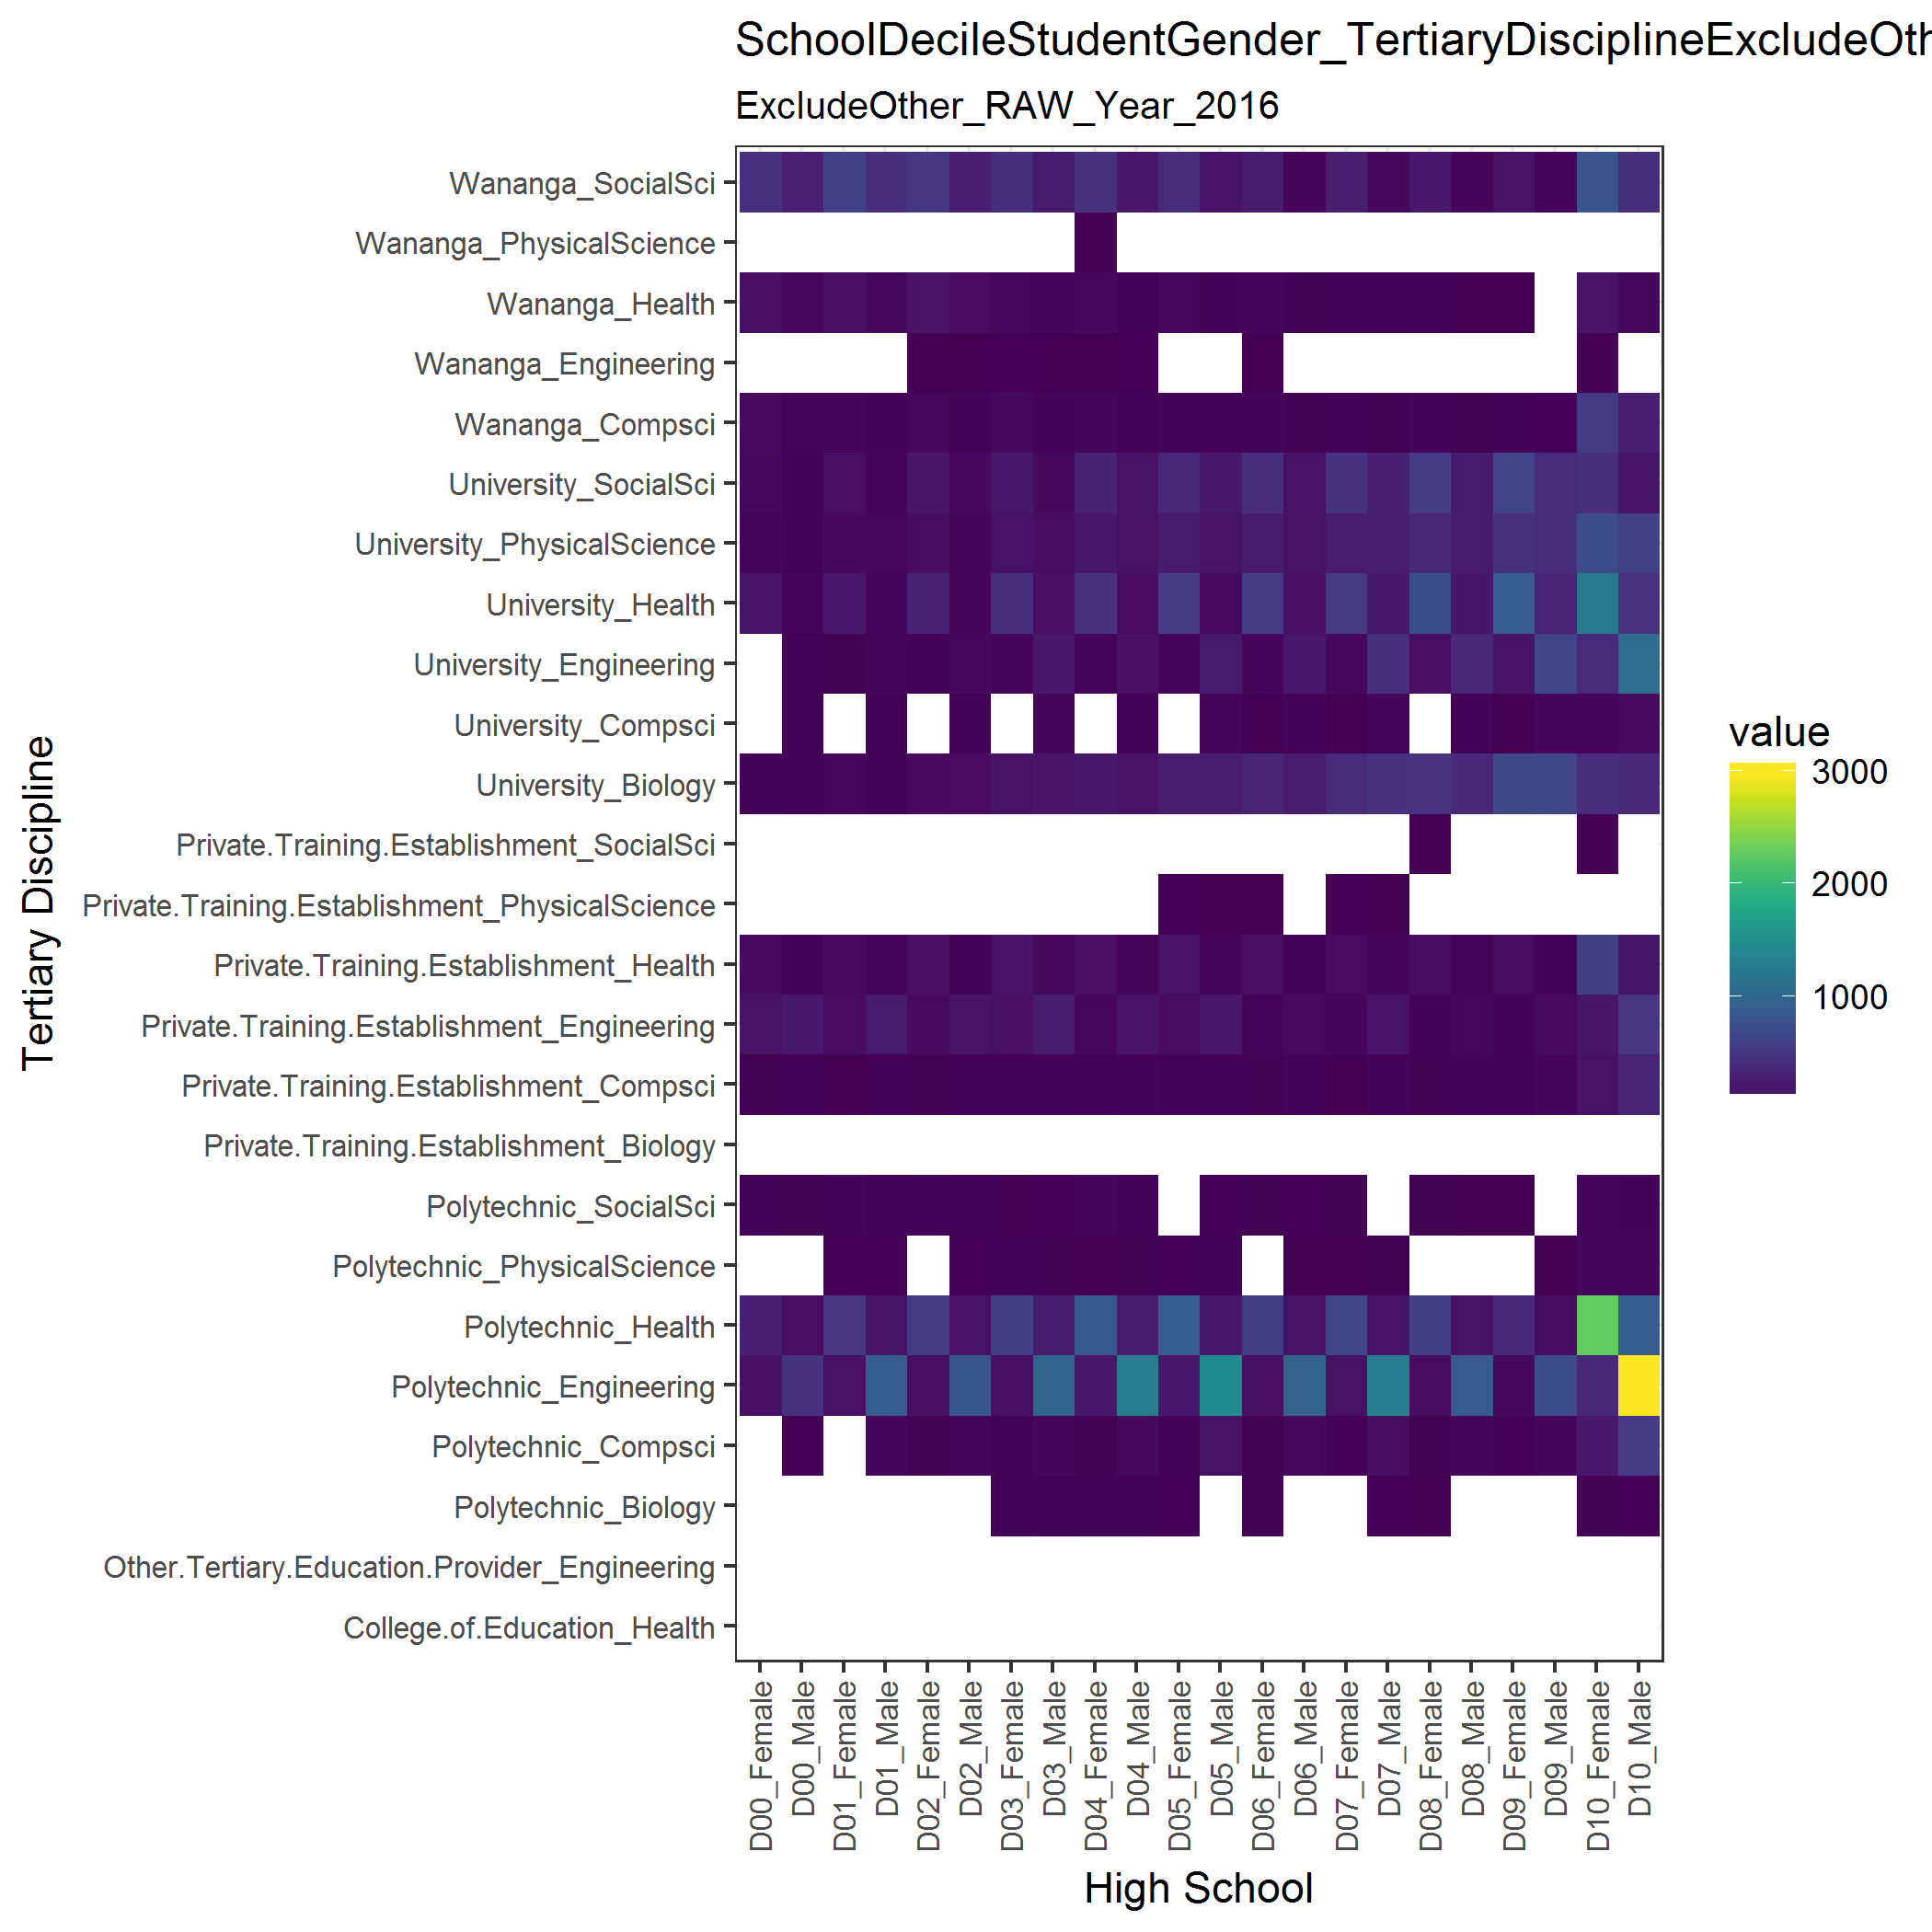 SchoolDecileStudentGender_TertiaryDisciplineExcludeOth
ExcludeOther_RAW_Year_2016
Tertiary Discipline
Wananga_SocialSci
Wananga_PhysicalScience
Wananga_Health
Wananga_Engineering
Wananga_Compsci
University_SocialSci
University_PhysicalScience
University_Health
University_Engineering
University_Compsci
University_Biology
Private.Training.Establishment_SocialSci
Private.Training.Establishment_PhysicalScience
Private.Training.Establishment_Health
Private.Training.Establishment_Engineering
Private.Training.Establishment_Compsci
Private.Training.Establishment_Biology
Polytechnic_SocialSci
Polytechnic_PhysicalScience
Polytechnic_Health
Polytechnic_Engineering
Polytechnic_Compsci
Polytechnic_Biology
Other.Tertiary.Education.Provider_Engineering
College.of.Education_Health
D00_Female
D00_Male
D01_Female
D01_Male
D02_Female
D02_Male
D03_Female
D03_Male
D04_Female
D04_Male
D05_Female
D05_Male
D06_Female
D06_Male
D07_Female
D07_Male
D08_Female
D08_Male
D09_Female
D09_Male
D10_Female
D10_Male
High School
value
3000
2000
1000